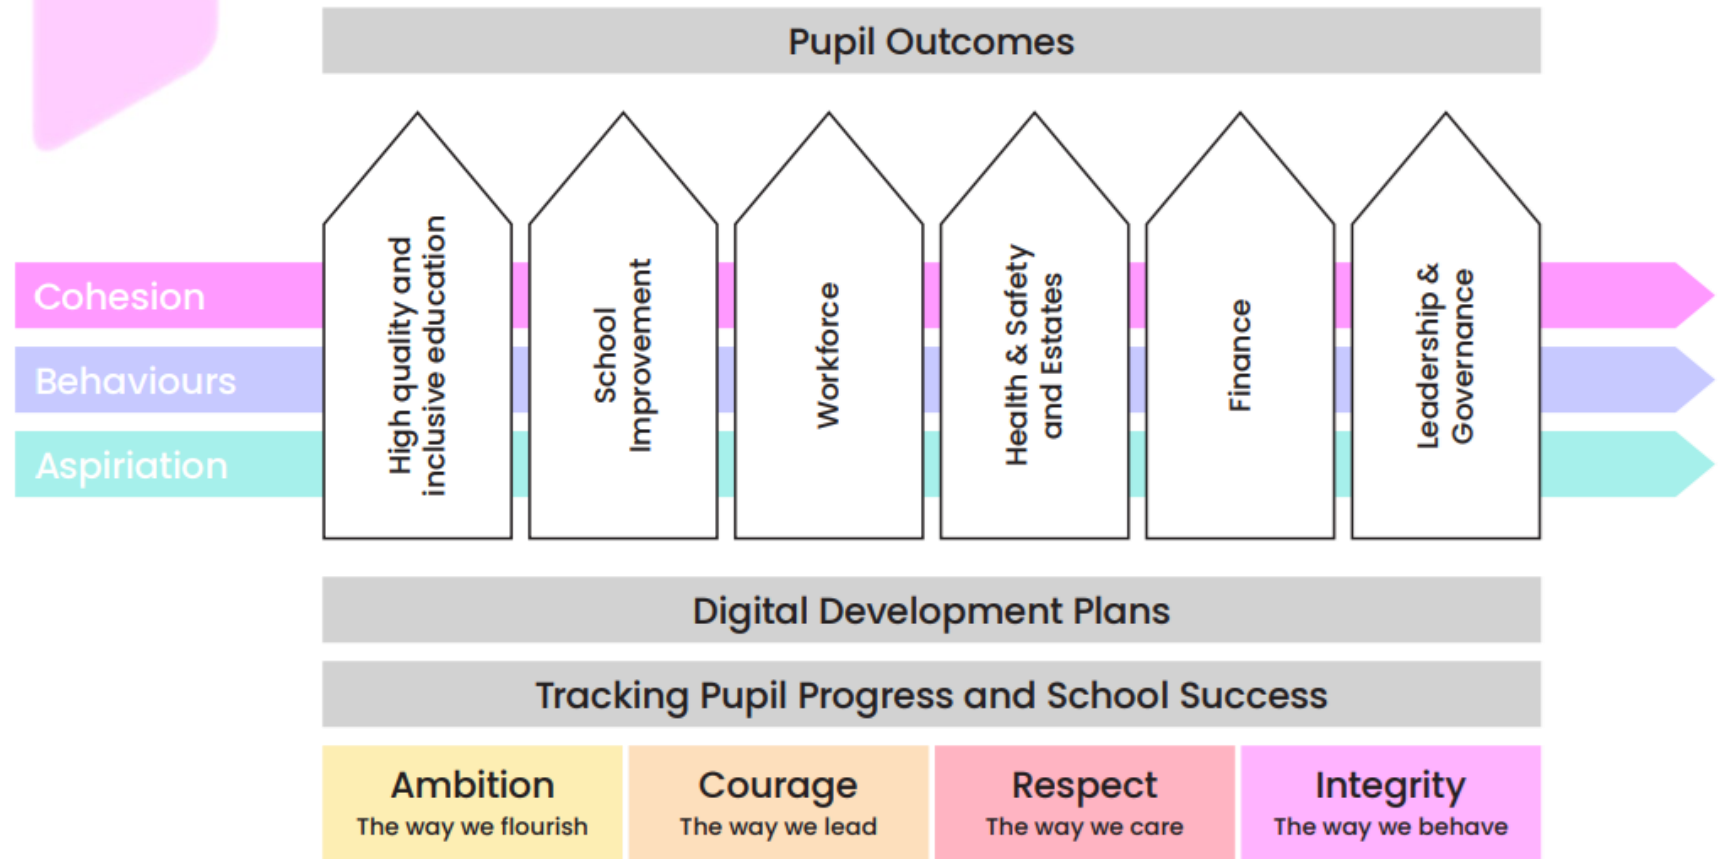 Pupil Outcomes
Cohesion
Behaviours
Aspiriation
High quality and
inclusive education
School
Improvement
Workforce
Health & Safety
and Estates
Finance
Leadership &
Governance
Digital Development Plans
Tracking Pupil Progress and School Success
Ambition
The way we flourish
Courage
The way we lead
Respect
The way we care
Integrity
The way we behave